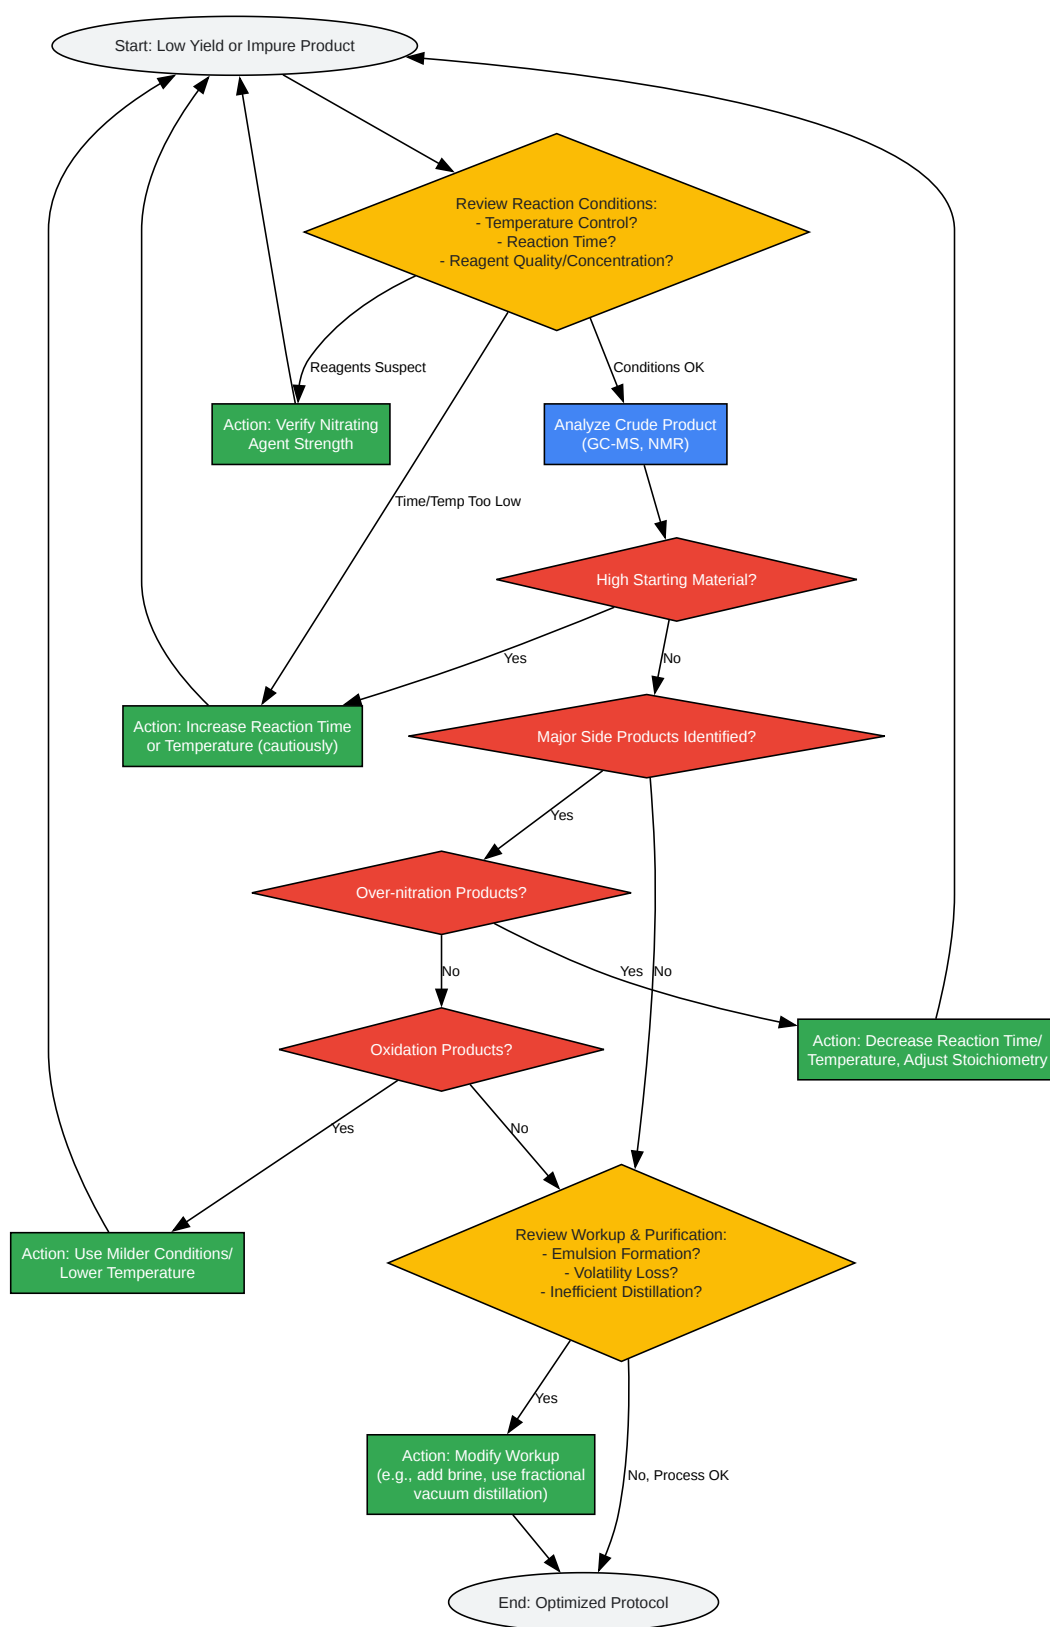 Start: Low Yield or Impure Product
Review Reaction Conditions:
- Temperature Control?
- Reaction Time?
- Reagent Quality/Concentration?
Reagents Suspect
Conditions OK
Action: Verify Nitrating
Agent Strength
Analyze Crude Product
(GC-MS, NMR)
Time/Temp Too Low
High Starting Material?
Yes
No
Action: Increase Reaction Time
or Temperature (cautiously)
Major Side Products Identified?
Yes
Over-nitration Products?
No
Yes
No
Oxidation Products?
Action: Decrease Reaction Time/
Temperature, Adjust Stoichiometry
Yes
No
Action: Use Milder Conditions/
Lower Temperature
Review Workup & Purification:
- Emulsion Formation?
- Volatility Loss?
- Inefficient Distillation?
Yes
Action: Modify Workup
(e.g., add brine, use fractional
vacuum distillation)
No, Process OK
End: Optimized Protocol